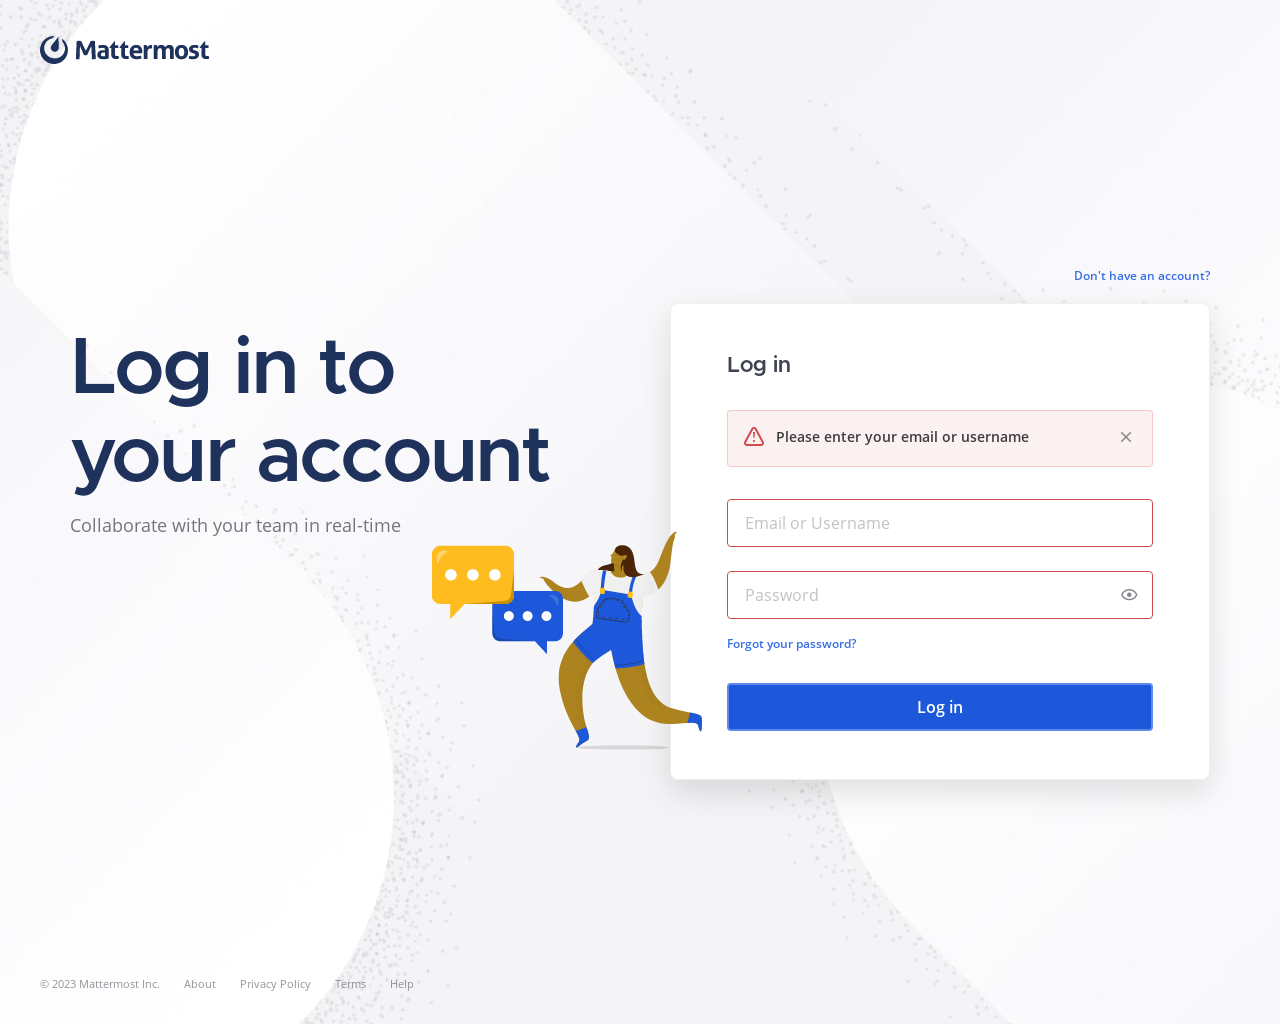 Mattermost
Don't have an account?
Log in to
your account
Collaborate with your team in real-time
Log in
Please enter your email or username
Email or Username
Password
Forgot your password?
Log in
© 2023 Mattermost Inc. About Privacy Policy Terms Help